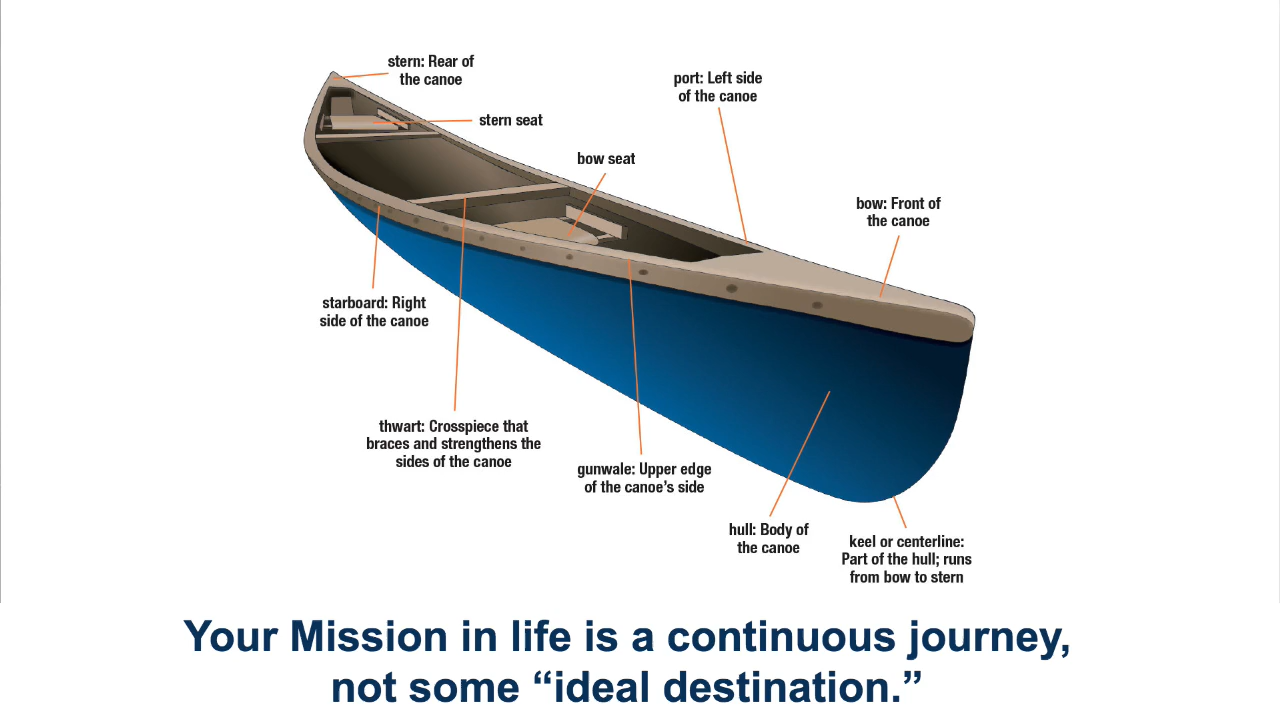 stern: Rear of
the canoe
port: Left side
of the canoe
stern seat
bow seat
bow: Front of
the canoe
starboard: Right
side of the canoe
thwart: Crosspiece that
braces and strengthens the
sides of the canoe
gunwale: Upper edge
of the canoe’s side
hull: Body of
the canoe
keel or centerline:
Part of the hull; runs
from bow to stern
Your Mission in life is a continuous journey,
not some “ideal destination.”